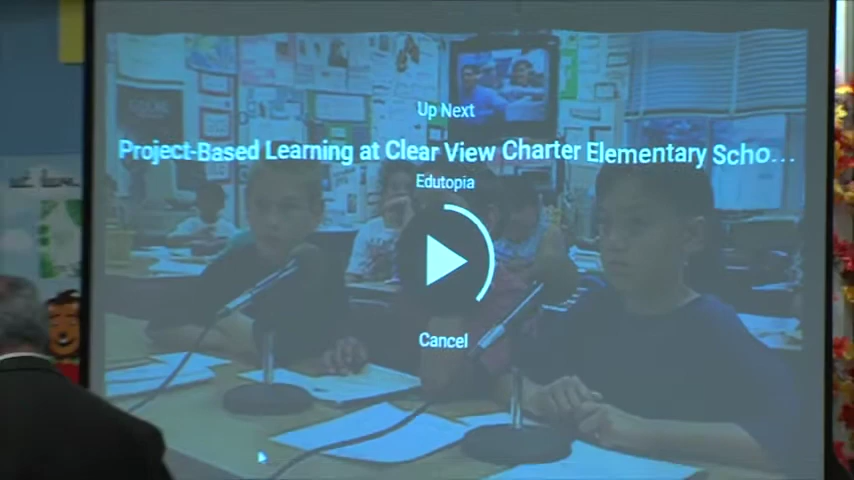 Up Next
Project-Based Learning at Clear View Charter Elementary Scho...
Edutopia
Cancel